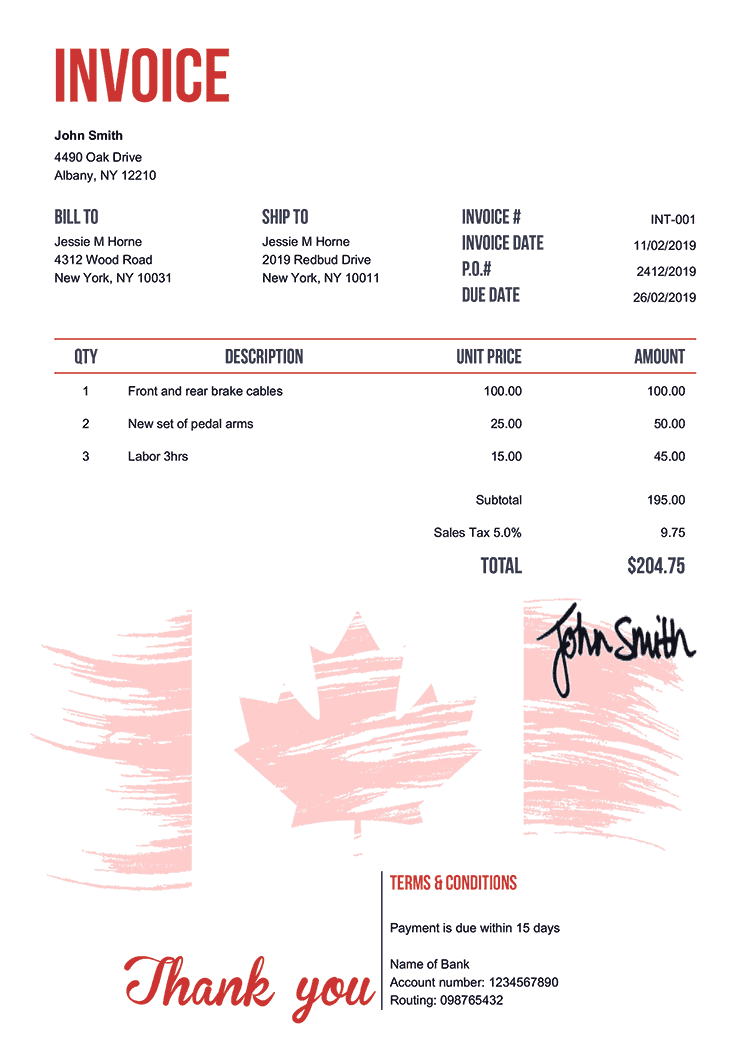 INVOICE
John Smith
4490 Oak Drive
Albany, NY 12210
BILL TO
Jessie M Horne
4312 Wood Road
New York, NY 10031
SHIP TO
Jessie M Horne
2019 Redbud Drive
New York, NY 10011
INVOICE # INT-001
INVOICE DATE 11/02/2019
P.O.# 2412/2019
DUE DATE 26/02/2019
QTY DESCRIPTION UNIT PRICE AMOUNT
1 Front and rear brake cables 100.00 100.00
2 New set of pedal arms 25.00 50.00
3 Labor 3hrs 15.00 45.00
Subtotal 195.00
Sales Tax 5.0% 9.75
TOTAL $204.75
John Smith
TERMS & CONDITIONS
Payment is due within 15 days
Name of Bank
Account number: 1234567890
Routing: 098765432
Thank you